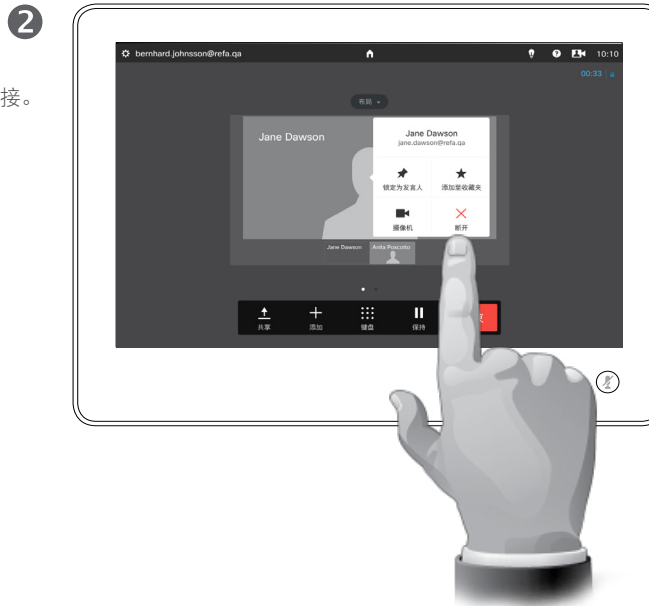 2
接。
bernhard.johnsson@refa.qa
10:10
00:33
布局
Jane Dawson
Jane Dawson
jane.dawson@refa.qa
锁定为发言人
添加至收藏夹
摄像机
断开
Jane Dawson
Anita Poscotto
共享
添加
键盘
保持